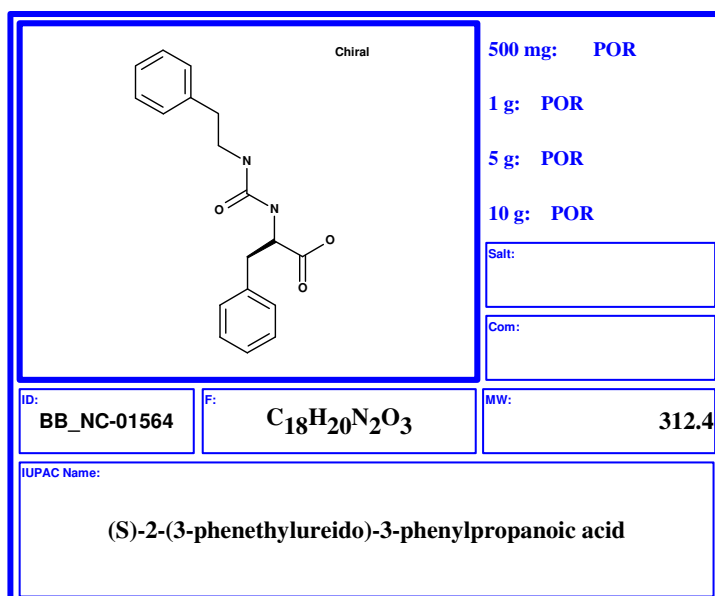 Chiral
N
O
N
O
O
500 mg: POR
1 g: POR
5 g: POR
10 g: POR
Salt:
Com:
ID:
BB_NC-01564
F:
C18H20N2O3
MW:
312.4
IUPAC Name:
(S)-2-(3-phenethylureido)-3-phenylpropanoic acid